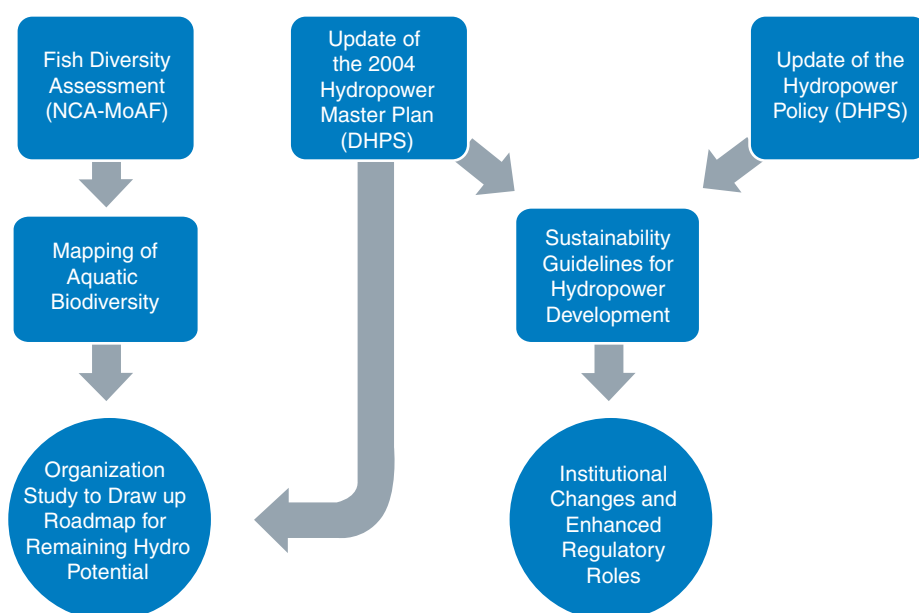 Fish Diversity
Assessment
(NCA-MoAF)
Update of
the 2004
Hydropower
Master Plan
(DHPS)
Update of the
Hydropower
Policy (DHPS)
Mapping of
Aquatic
Biodiversity
Sustainability
Guidelines for
Hydropower
Development
Organization
Study to Draw up
Roadmap for
Remaining Hydro
Potential
Institutional
Changes and
Enhanced
Regulatory
Roles